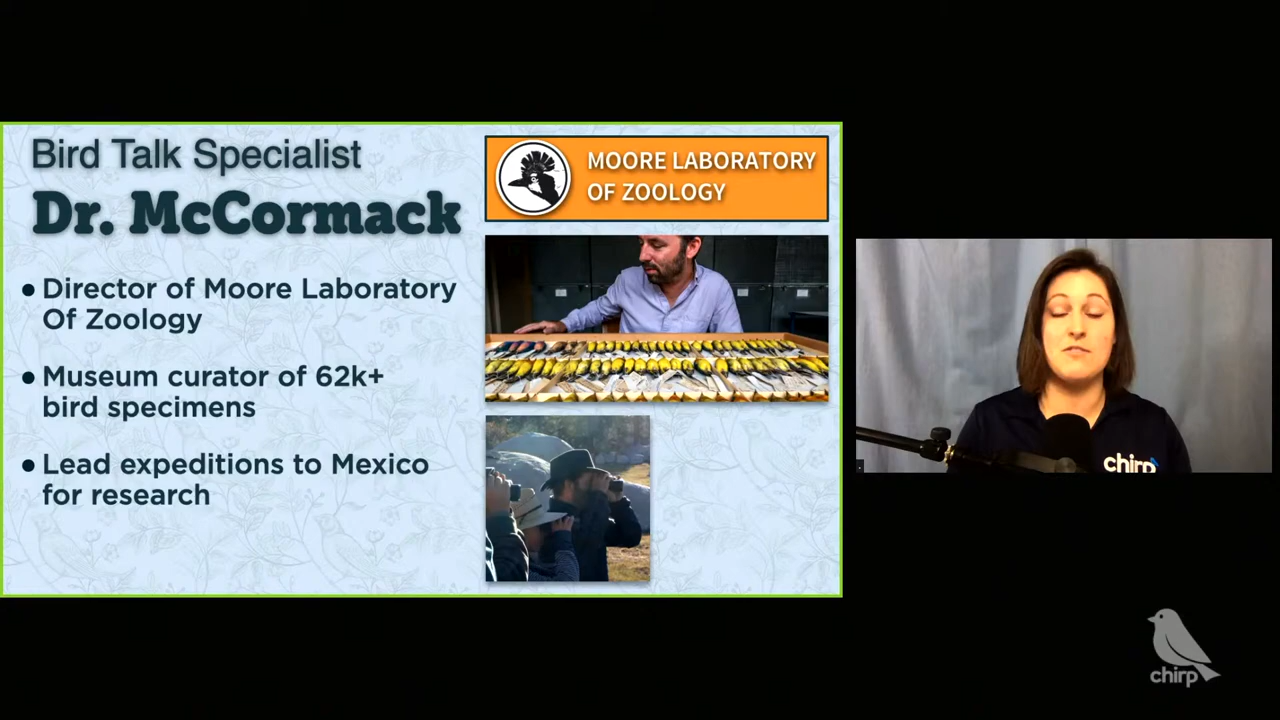 Bird Talk Specialist
Dr. McCormack
• Director of Moore Laboratory
Of Zoology
• Museum curator of 62k+
bird specimens
• Lead expeditions to Mexico
for research
MOORE LABORATORY
OF ZOOLOGY
chirp
chirp